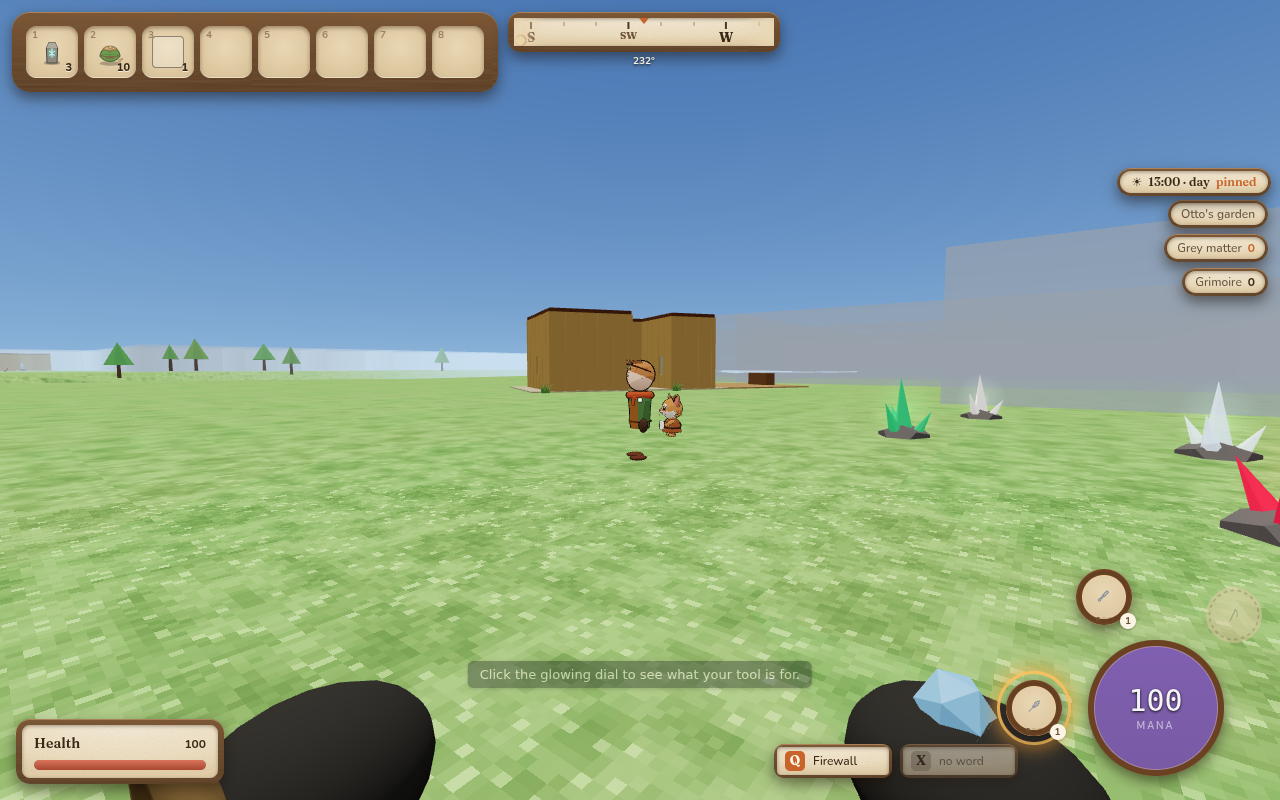 1
3
2
10
3
1
4
5
6
7
8
S
SW
W
232°
13:00 · day pinned
Otto's garden
Grey matter 0
Grimoire 0
1
Click the glowing dial to see what your tool is for.
100
MANA
1
Health 100
Q Firewall
X no word